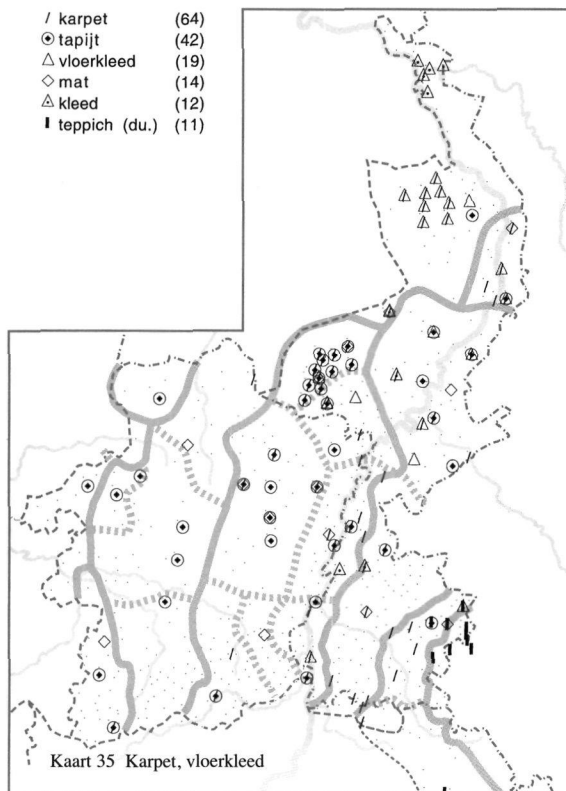 karpet (64)
tapijt (42)
vloerkleed (19)
mat (14)
kleed (12)
teppich (du.) (11)
Kaart 35 Karpet, vloerkleed